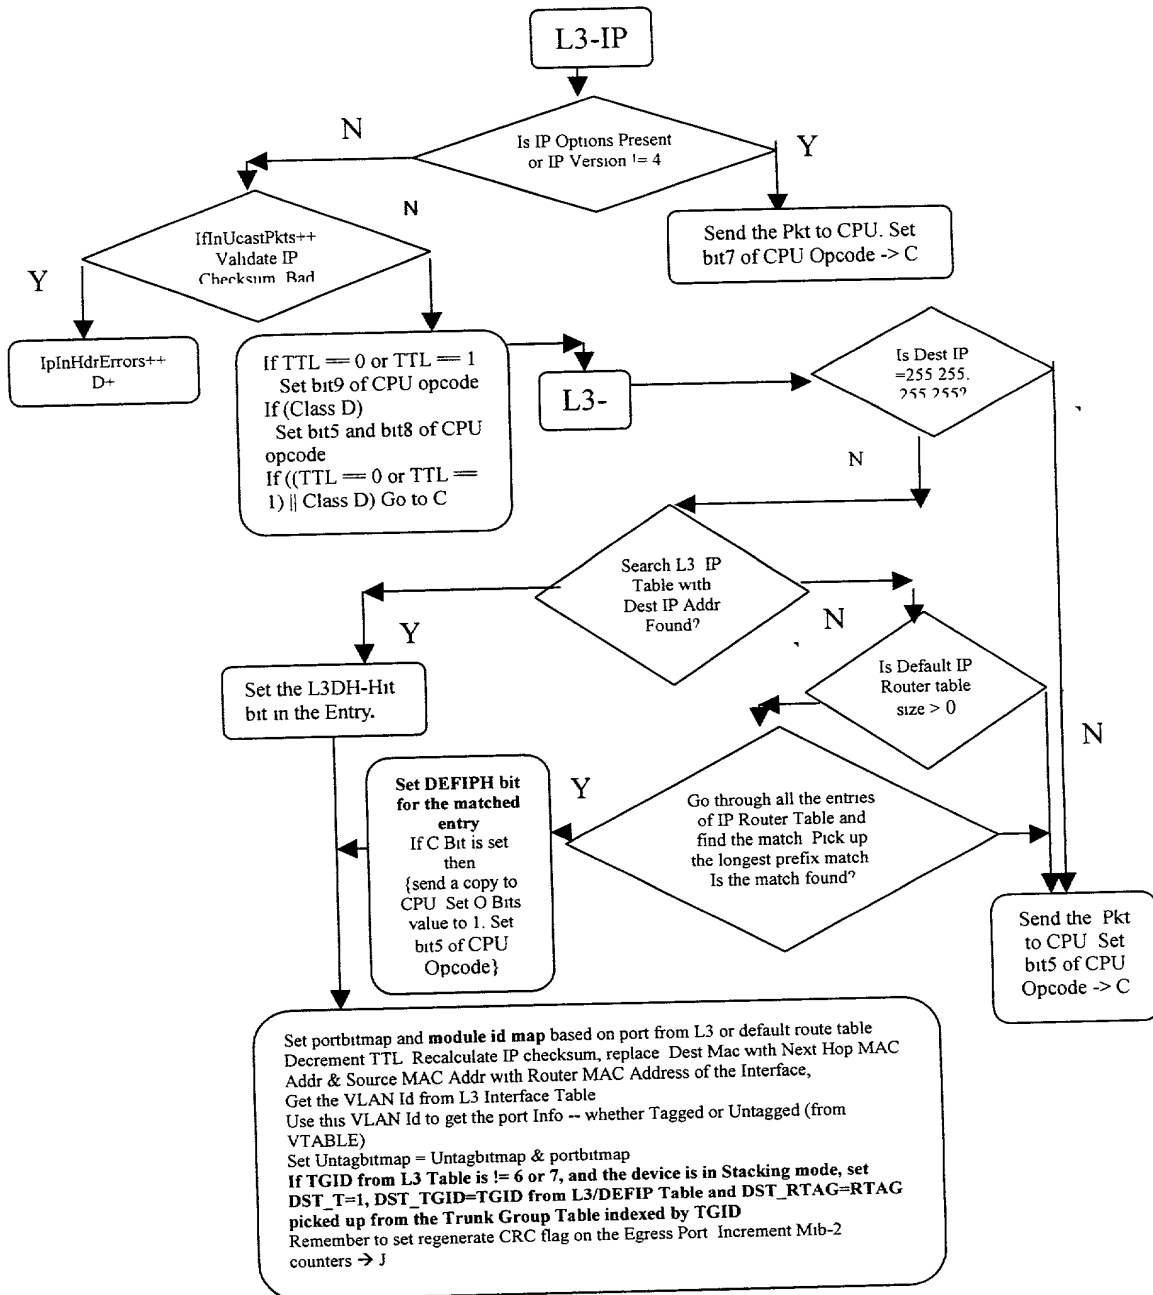 L3-IP
N
Is IP Options Present
or IP Version != 4
Y
N
IfInUcastPkts++
Validate IP
Checksum Bad
Send the Pkt to CPU. Set
bit7 of CPU Opcode -> C
Y
IpInHdrErrors++
D+
If TTL == 0 or TTL == 1
Set bit9 of CPU opcode
If (Class D)
Set bit5 and bit8 of CPU
opcode
If ((TTL == 0 or TTL ==
1) || Class D) Go to C
L3-
Is Dest IP
=255 255.
255 255?
N
Search L3 IP
Table with
Dest IP Addr
Found?
Y
N
Set the L3DH-Hit
bit in the Entry.
Is Default IP
Router table
size > 0
N
Set DEFIPH bit
for the matched
entry
If C Bit is set
then
{send a copy to
CPU Set O Bits
value to 1. Set
bit5 of CPU
Opcode}
Y
Go through all the entries
of IP Router Table and
find the match Pick up
the longest prefix match
Is the match found?
Send the Pkt
to CPU Set
bit5 of CPU
Opcode -> C
Set portbitmap and module id map based on port from L3 or default route table
Decrement TTL Recalculate IP checksum, replace Dest Mac with Next Hop MAC
Addr & Source MAC Addr with Router MAC Address of the Interface,
Get the VLAN Id from L3 Interface Table
Use this VLAN Id to get the port Info -- whether Tagged or Untagged (from
VTABLE)
Set Untagbitmap = Untagbitmap & portbitmap
If TGID from L3 Table is != 6 or 7, and the device is in Stacking mode, set
DST_T=1, DST_TGID=TGID from L3/DEFIP Table and DST_RTAG=RTAG
picked up from the Trunk Group Table indexed by TGID
Remember to set regenerate CRC flag on the Egress Port Increment Mib-2
counters → J